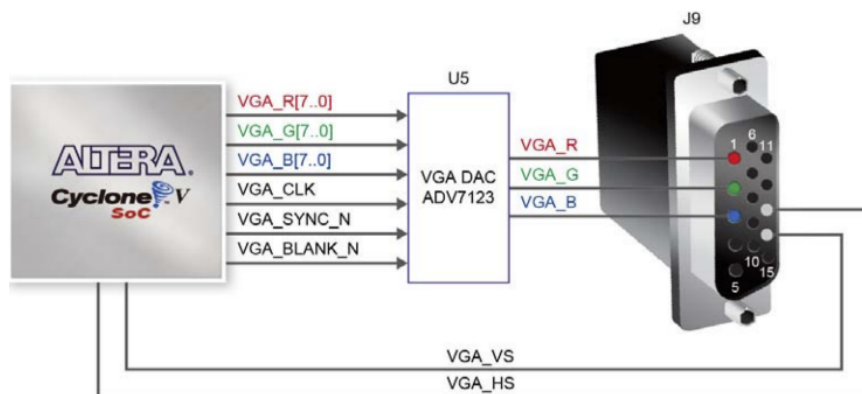 J9
U5
VGA_R[7..0]
VGA_G[7..0]
VGA_B[7..0]
VGA_CLK
VGA_SYNC_N
VGA_BLANK_N
ALTERA
Cyclone V
SoC
VGA DAC
ADV7123
VGA_R
VGA_G
VGA_B
1
6
11
5
10
15
VGA_VS
VGA_HS